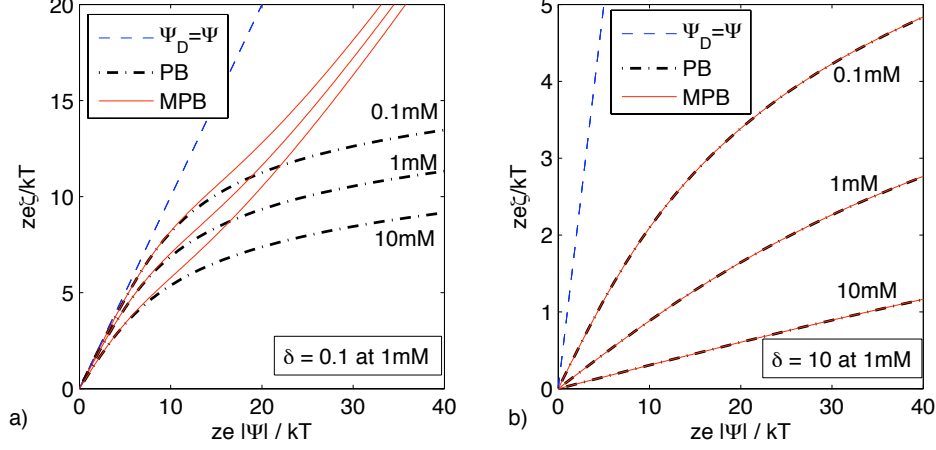 20
15
10
5
0
zeζ/kT
0
10
20
30
40
ze |Ψ| / kT
Ψ_D=Ψ
PB
MPB
0.1mM
1mM
10mM
δ = 0.1 at 1mM
a)
5
4
3
2
1
0
zeζ/kT
0
10
20
30
40
ze |Ψ| / kT
Ψ_D=Ψ
PB
MPB
0.1mM
1mM
10mM
δ = 10 at 1mM
b)